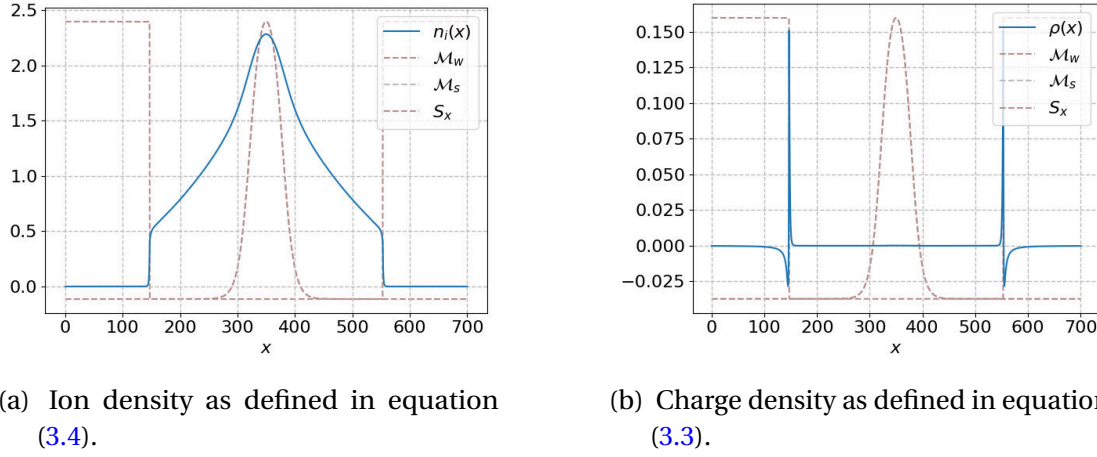 2.5
2.0
1.5
1.0
0.5
0.0
0 100 200 300 400 500 600 700
x
n_i(x)
ℳ_w
ℳ_s
S_x
0.150
0.125
0.100
0.075
0.050
0.025
0.000
−0.025
0 100 200 300 400 500 600 700
x
ρ(x)
ℳ_w
ℳ_s
S_x
(a) Ion density as defined in equation
(3.4).
(b) Charge density as defined in equation
(3.3).